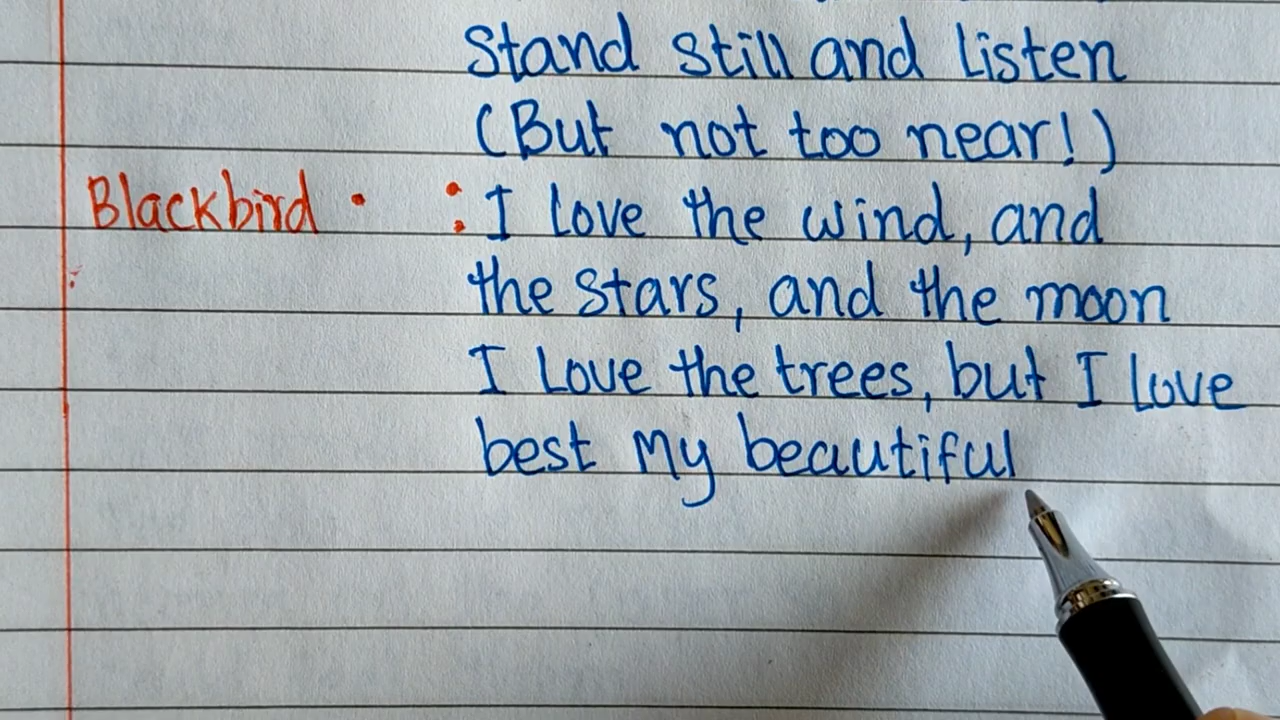 Stand still and listen
(But not too near!)
Blackbird • : I love the wind, and
the stars, and the moon
I love the trees, but I love
best my beautiful